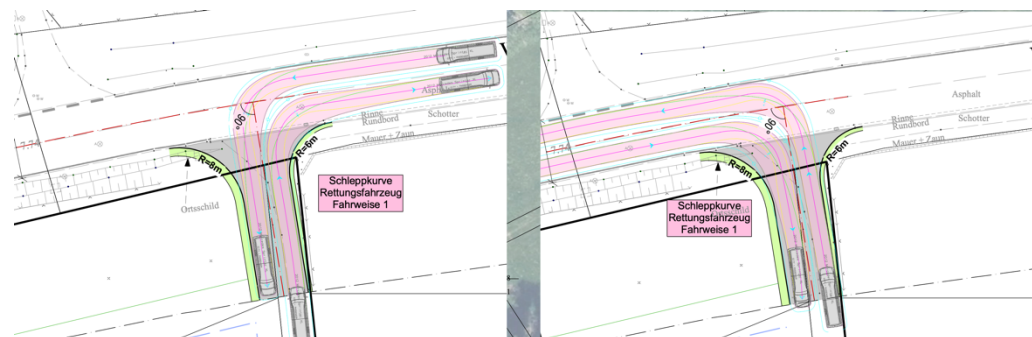 Asphalt
90°
Rinne
Rundbord
Schotter
Mauer + Zaun
R=8m
R=6m
Ortsschild
Schleppkurve
Rettungsfahrzeug
Fahrweise 1
Asphalt
90°
Rinne
Rundbord
Schotter
Mauer + Zaun
R=8m
R=6m
Schleppkurve
Rettungsfahrzeug
Fahrweise 1